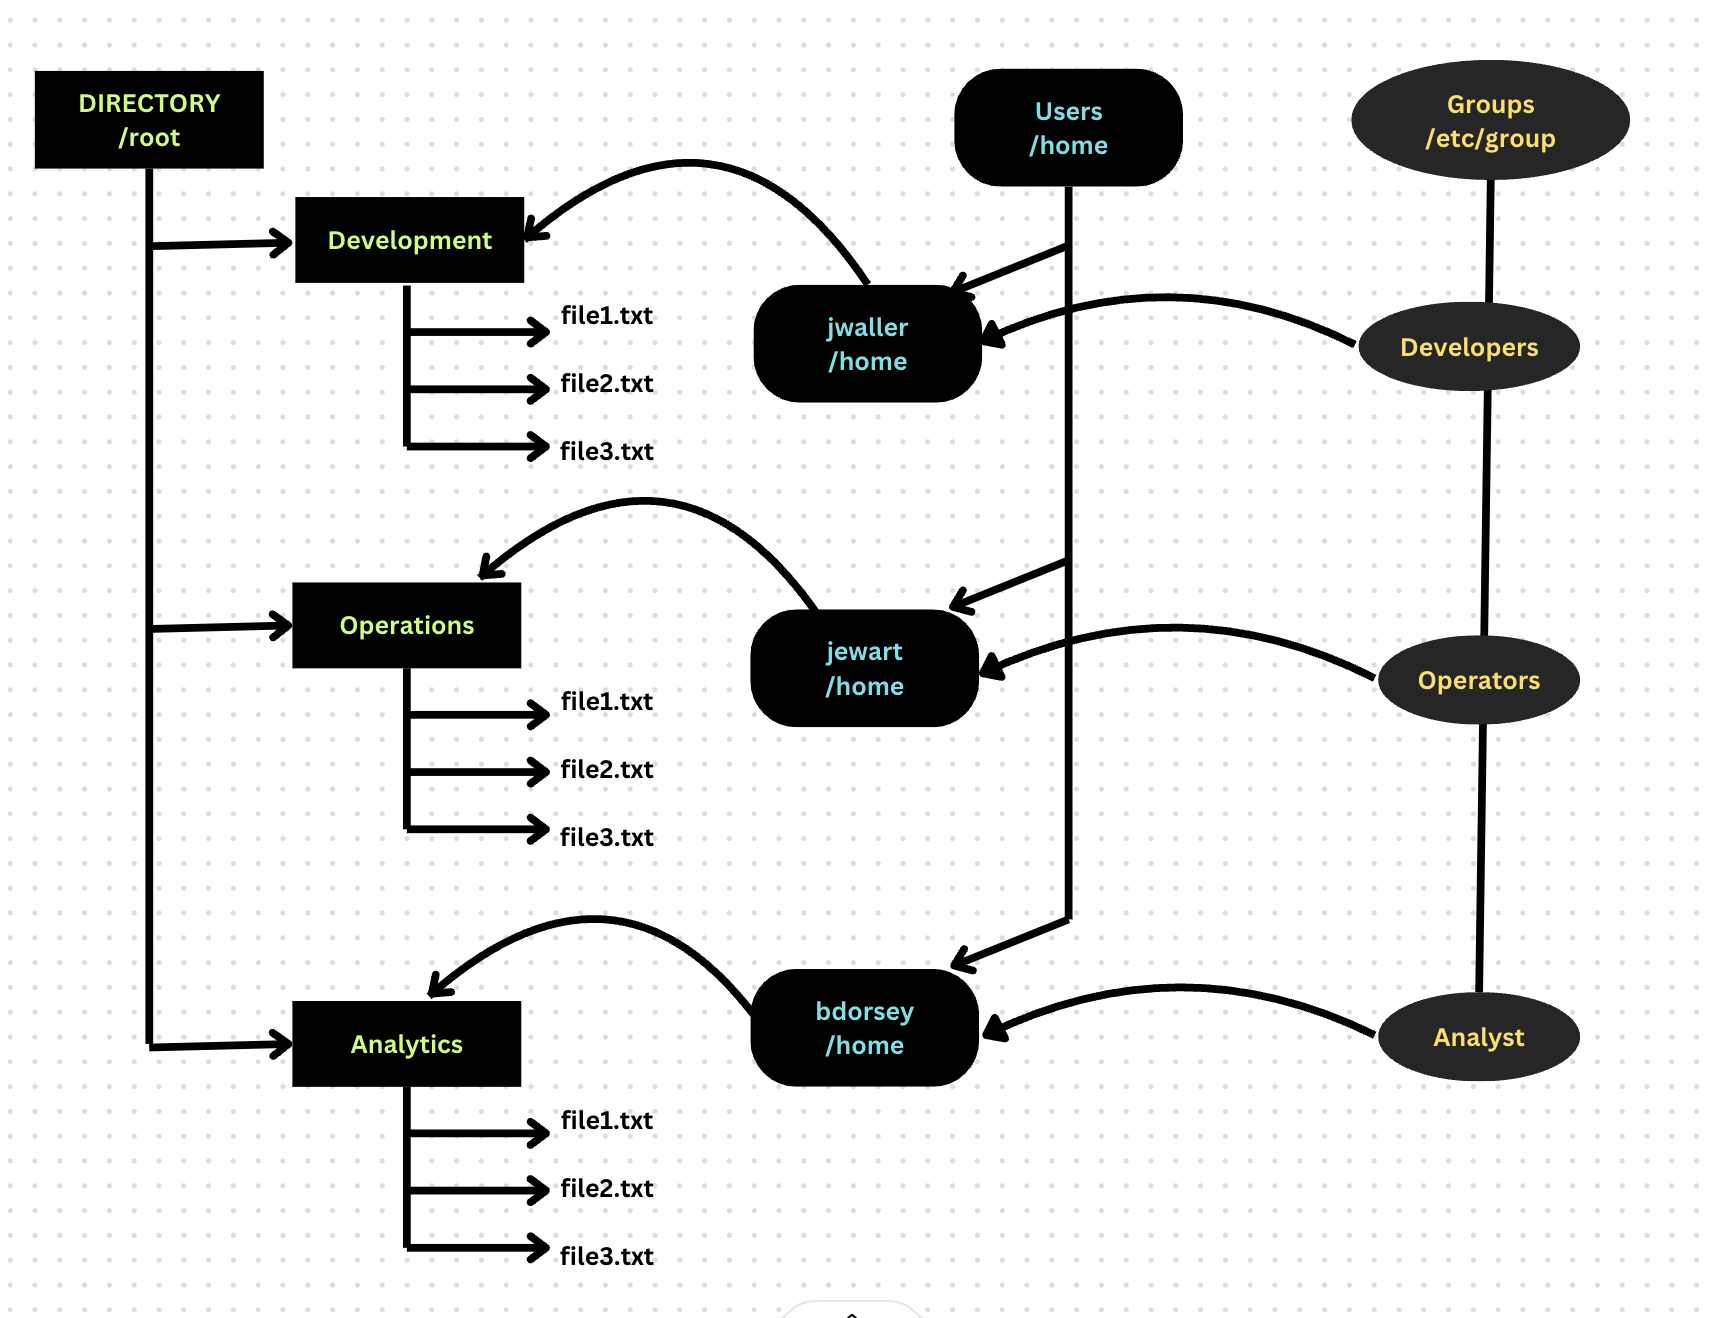 DIRECTORY
/root
Users
/home
Groups
/etc/group
Development
file1.txt
file2.txt
file3.txt
jwaller
/home
Developers
Operations
file1.txt
file2.txt
file3.txt
jewart
/home
Operators
Analytics
file1.txt
file2.txt
file3.txt
bdorsey
/home
Analyst